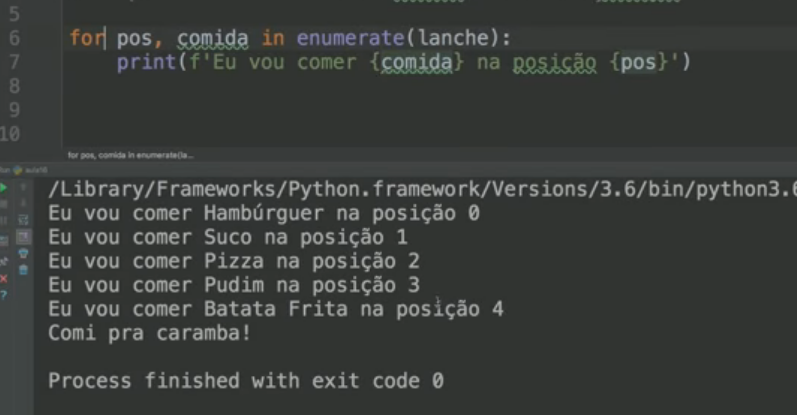 5
6 for pos, comida in enumerate(lanche):
7 print(f'Eu vou comer {comida} na posição {pos}')
8
9
10
for pos, comida in enumerate(la...
aula16
/Library/Frameworks/Python.framework/Versions/3.6/bin/python3.6
Eu vou comer Hambúrguer na posição 0
Eu vou comer Suco na posição 1
Eu vou comer Pizza na posição 2
Eu vou comer Pudim na posição 3
Eu vou comer Batata Frita na posição 4
Comi pra caramba!
Process finished with exit code 0